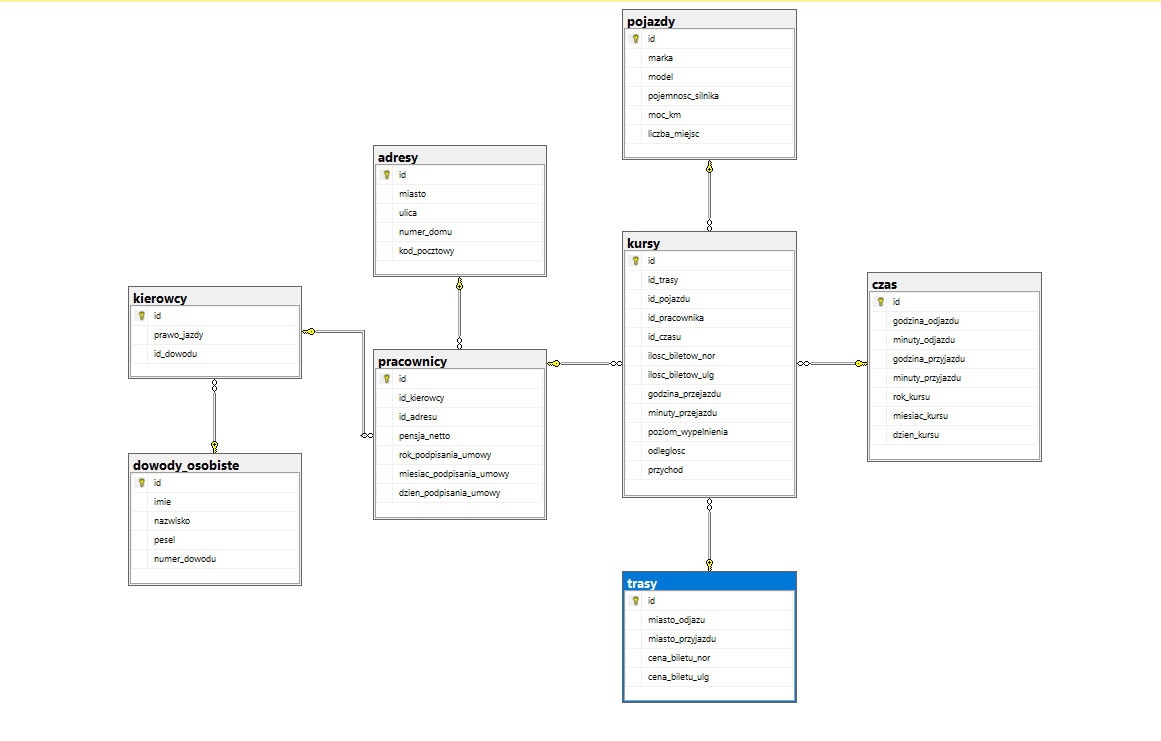 pojazdy
id
marka
model
pojemnosc_silnika
moc_km
liczba_miejsc
adresy
id
miasto
ulica
numer_domu
kod_pocztowy
kursy
id
id_trasy
id_pojazdu
id_pracownika
id_czasu
ilosc_biletow_nor
ilosc_biletow_ulg
godzina_przejazdu
minuty_przejazdu
poziom_wypelnienia
odleglosc
przychod
czas
id
godzina_odjazdu
minuty_odjazdu
godzina_przyjazdu
minuty_przyjazdu
rok_kursu
miesiac_kursu
dzien_kursu
kierowcy
id
prawo_jazdy
id_dowodu
pracownicy
id
id_kierowcy
id_adresu
pensja_netto
rok_podpisania_umowy
miesiac_podpisania_umowy
dzien_podpisania_umowy
dowody_osobiste
id
imie
nazwisko
pesel
numer_dowodu
trasy
id
miasto_odjazu
miasto_przyjazdu
cena_biletu_nor
cena_biletu_ulg